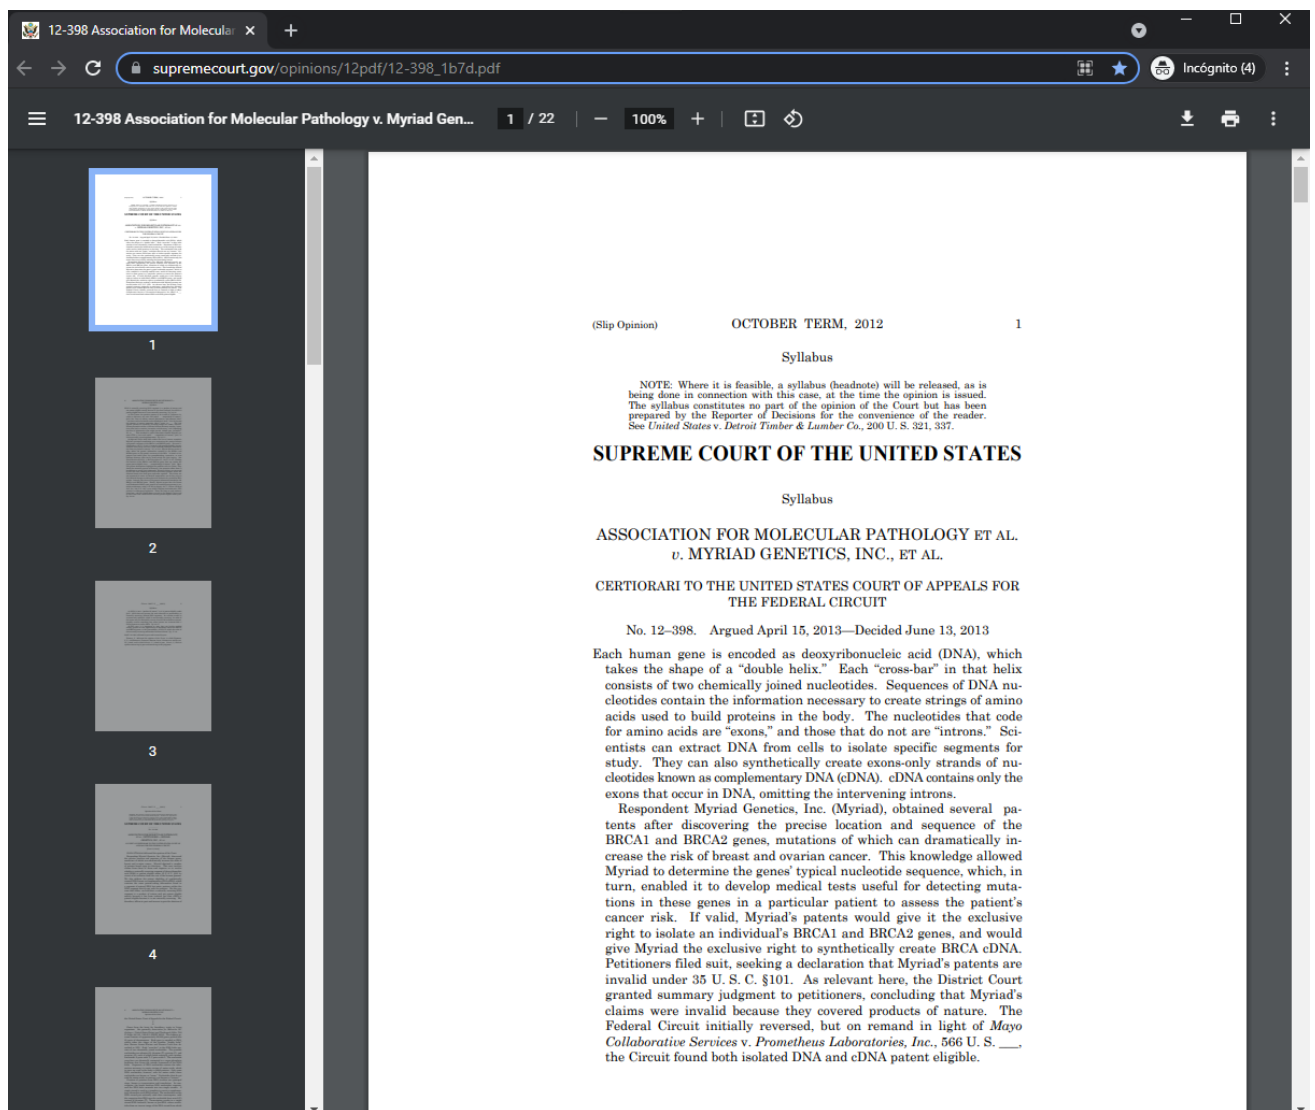 12-398 Association for Molecular
supremecourt.gov/opinions/12pdf/12-398_1b7d.pdf
Incógnito (4)
12-398 Association for Molecular Pathology v. Myriad Gen...
1 / 22
100%
1
2
3
4
(Slip Opinion) OCTOBER TERM, 2012 1
Syllabus
NOTE: Where it is feasible, a syllabus (headnote) will be released, as is
being done in connection with this case, at the time the opinion is issued.
The syllabus constitutes no part of the opinion of the Court but has been
prepared by the Reporter of Decisions for the convenience of the reader.
See United States v. Detroit Timber & Lumber Co., 200 U. S. 321, 337.
SUPREME COURT OF THE UNITED STATES
Syllabus
ASSOCIATION FOR MOLECULAR PATHOLOGY ET AL.
v. MYRIAD GENETICS, INC., ET AL.
CERTIORARI TO THE UNITED STATES COURT OF APPEALS FOR
THE FEDERAL CIRCUIT
No. 12–398. Argued April 15, 2013—Decided June 13, 2013
Each human gene is encoded as deoxyribonucleic acid (DNA), which
takes the shape of a “double helix.” Each “cross-bar” in that helix
consists of two chemically joined nucleotides. Sequences of DNA nu-
cleotides contain the information necessary to create strings of amino
acids used to build proteins in the body. The nucleotides that code
for amino acids are “exons,” and those that do not are “introns.” Sci-
entists can extract DNA from cells to isolate specific segments for
study. They can also synthetically create exons-only strands of nu-
cleotides known as complementary DNA (cDNA). cDNA contains only the
exons that occur in DNA, omitting the intervening introns.
Respondent Myriad Genetics, Inc. (Myriad), obtained several pa-
tents after discovering the precise location and sequence of the
BRCA1 and BRCA2 genes, mutations of which can dramatically in-
crease the risk of breast and ovarian cancer. This knowledge allowed
Myriad to determine the genes’ typical nucleotide sequence, which, in
turn, enabled it to develop medical tests useful for detecting muta-
tions in these genes in a particular patient to assess the patient’s
cancer risk. If valid, Myriad’s patents would give it the exclusive
right to isolate an individual’s BRCA1 and BRCA2 genes, and would
give Myriad the exclusive right to synthetically create BRCA cDNA.
Petitioners filed suit, seeking a declaration that Myriad’s patents are
invalid under 35 U. S. C. §101. As relevant here, the District Court
granted summary judgment to petitioners, concluding that Myriad’s
claims were invalid because they covered products of nature. The
Federal Circuit initially reversed, but on remand in light of Mayo
Collaborative Services v. Prometheus Laboratories, Inc., 566 U. S. ___,
the Circuit found both isolated DNA and cDNA patent eligible.